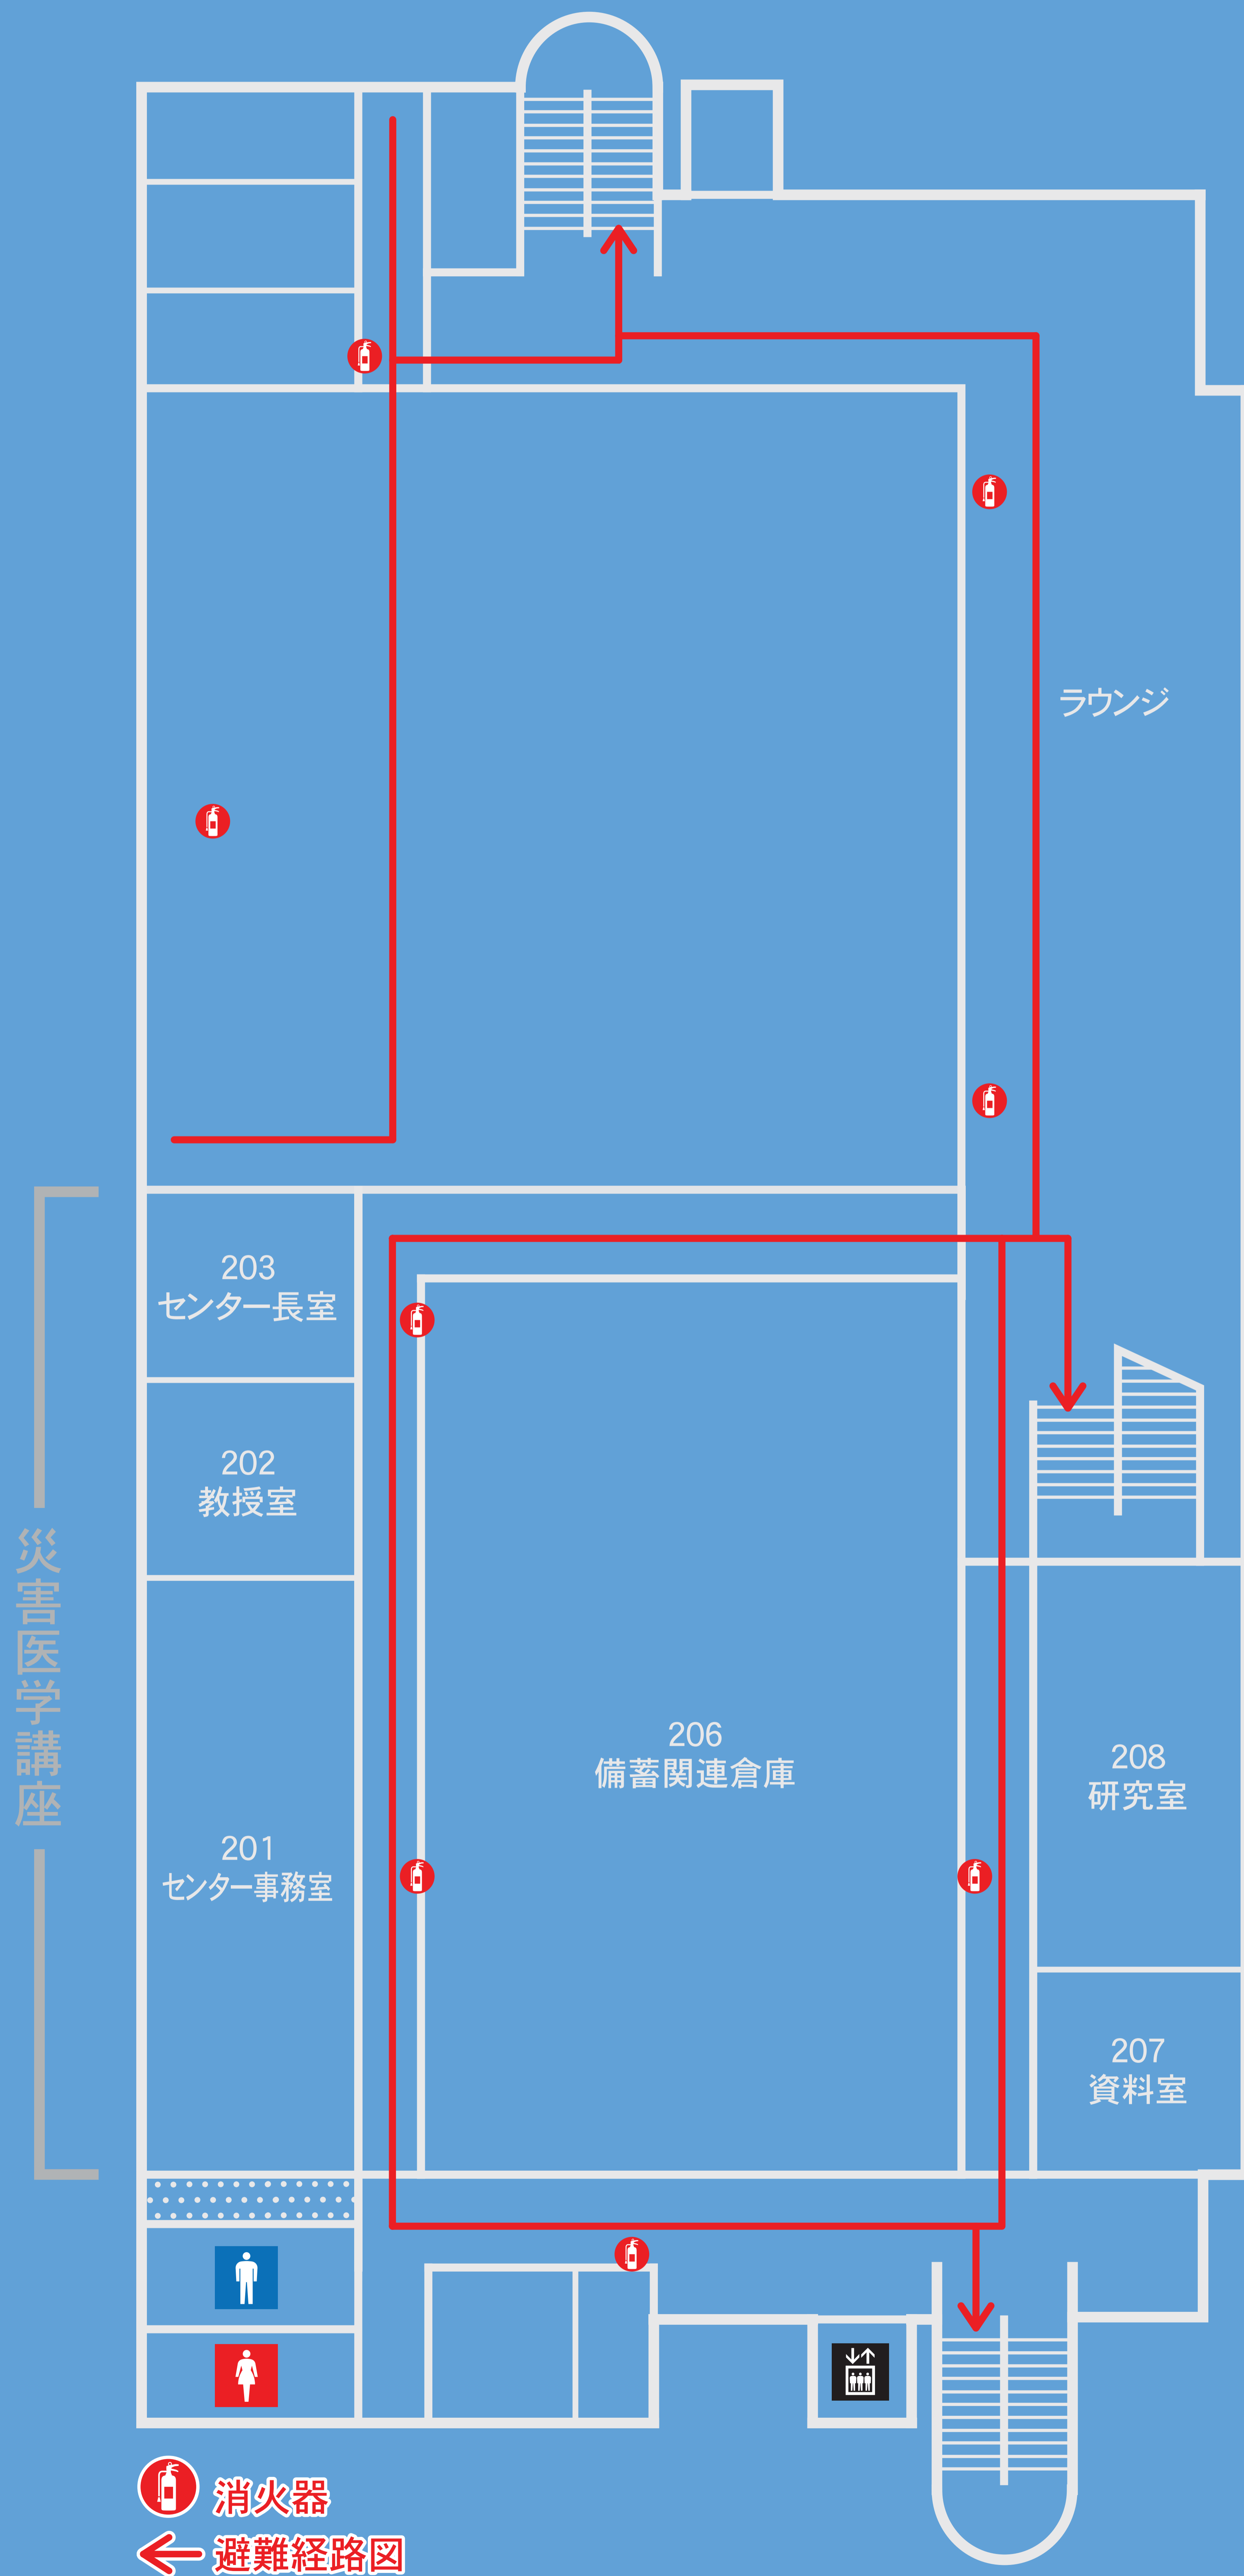 ラウンジ
203
センター長室
202
教授室
災害医学講座
206
備蓄関連倉庫
208
研究室
201
センター事務室
207
資料室
消火器
避難経路図